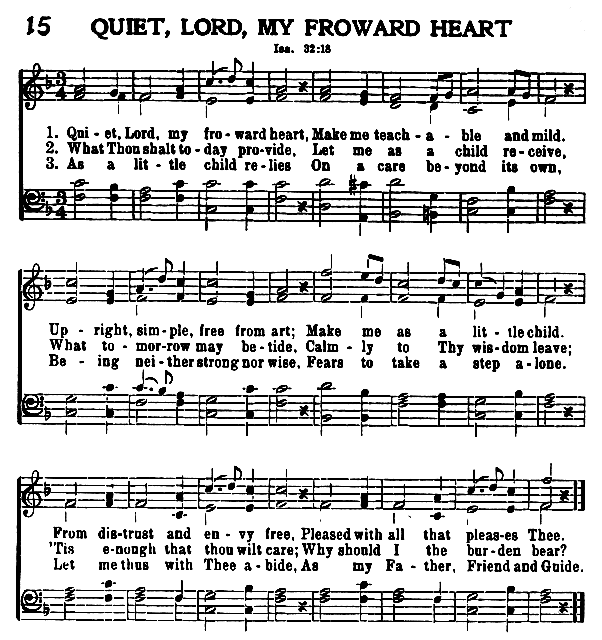 15 QUIET, LORD, MY FROWARD HEART
Isa. 32:18
1. Qui - et, Lord, my fro - ward heart, Make me teach - a - ble and mild.
2. What Thou shalt to - day pro - vide, Let me as a child re - ceive,
3. As a lit - tle child re - lies On a care be - yond its own,
Up - right, sim - ple, free from art; Make me as a lit - tle child.
What to - mor - row may be - tide, Calm - ly to Thy wis - dom leave;
Be - ing nei - ther strong nor wise, Fears to take a step a - lone.
From dis - trust and en - vy free, Pleased with all that pleas - es Thee.
'Tis e - nough that thou wilt care; Why should I the bur - den bear?
Let me thus with Thee a - bide, As my Fa - ther, Friend and Guide.